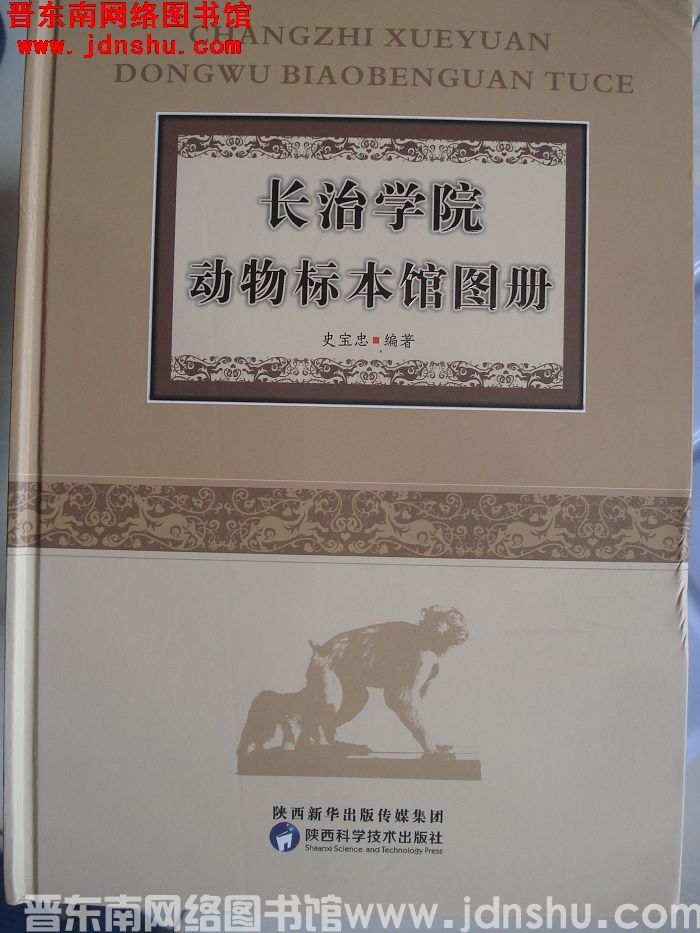 晋东南网络图书馆
www.jdnshu.com
CHANGZHI XUEYUAN
DONGWU BIAOBENGUAN TUCE
长治学院
动物标本馆图册
史宝忠 编著
陕西新华出版传媒集团
陕西科学技术出版社
Shaanxi Science and Technology Press
晋东南网络图书馆www.jdnshu.com